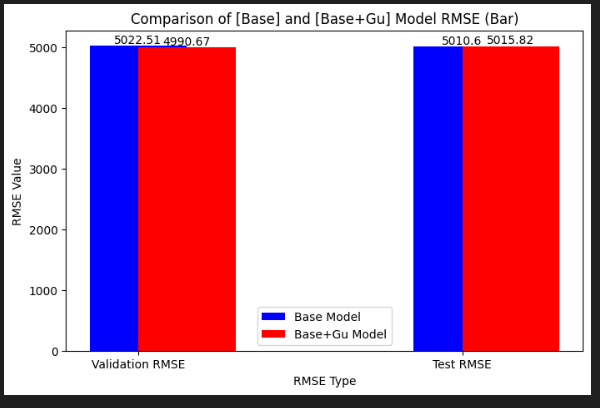 Comparison of [Base] and [Base+Gu] Model RMSE (Bar)
5022.51 4990.67 5010.6 5015.82
5000
4000
3000
2000
1000
0
RMSE Value
Base Model
Base+Gu Model
Validation RMSE Test RMSE
RMSE Type